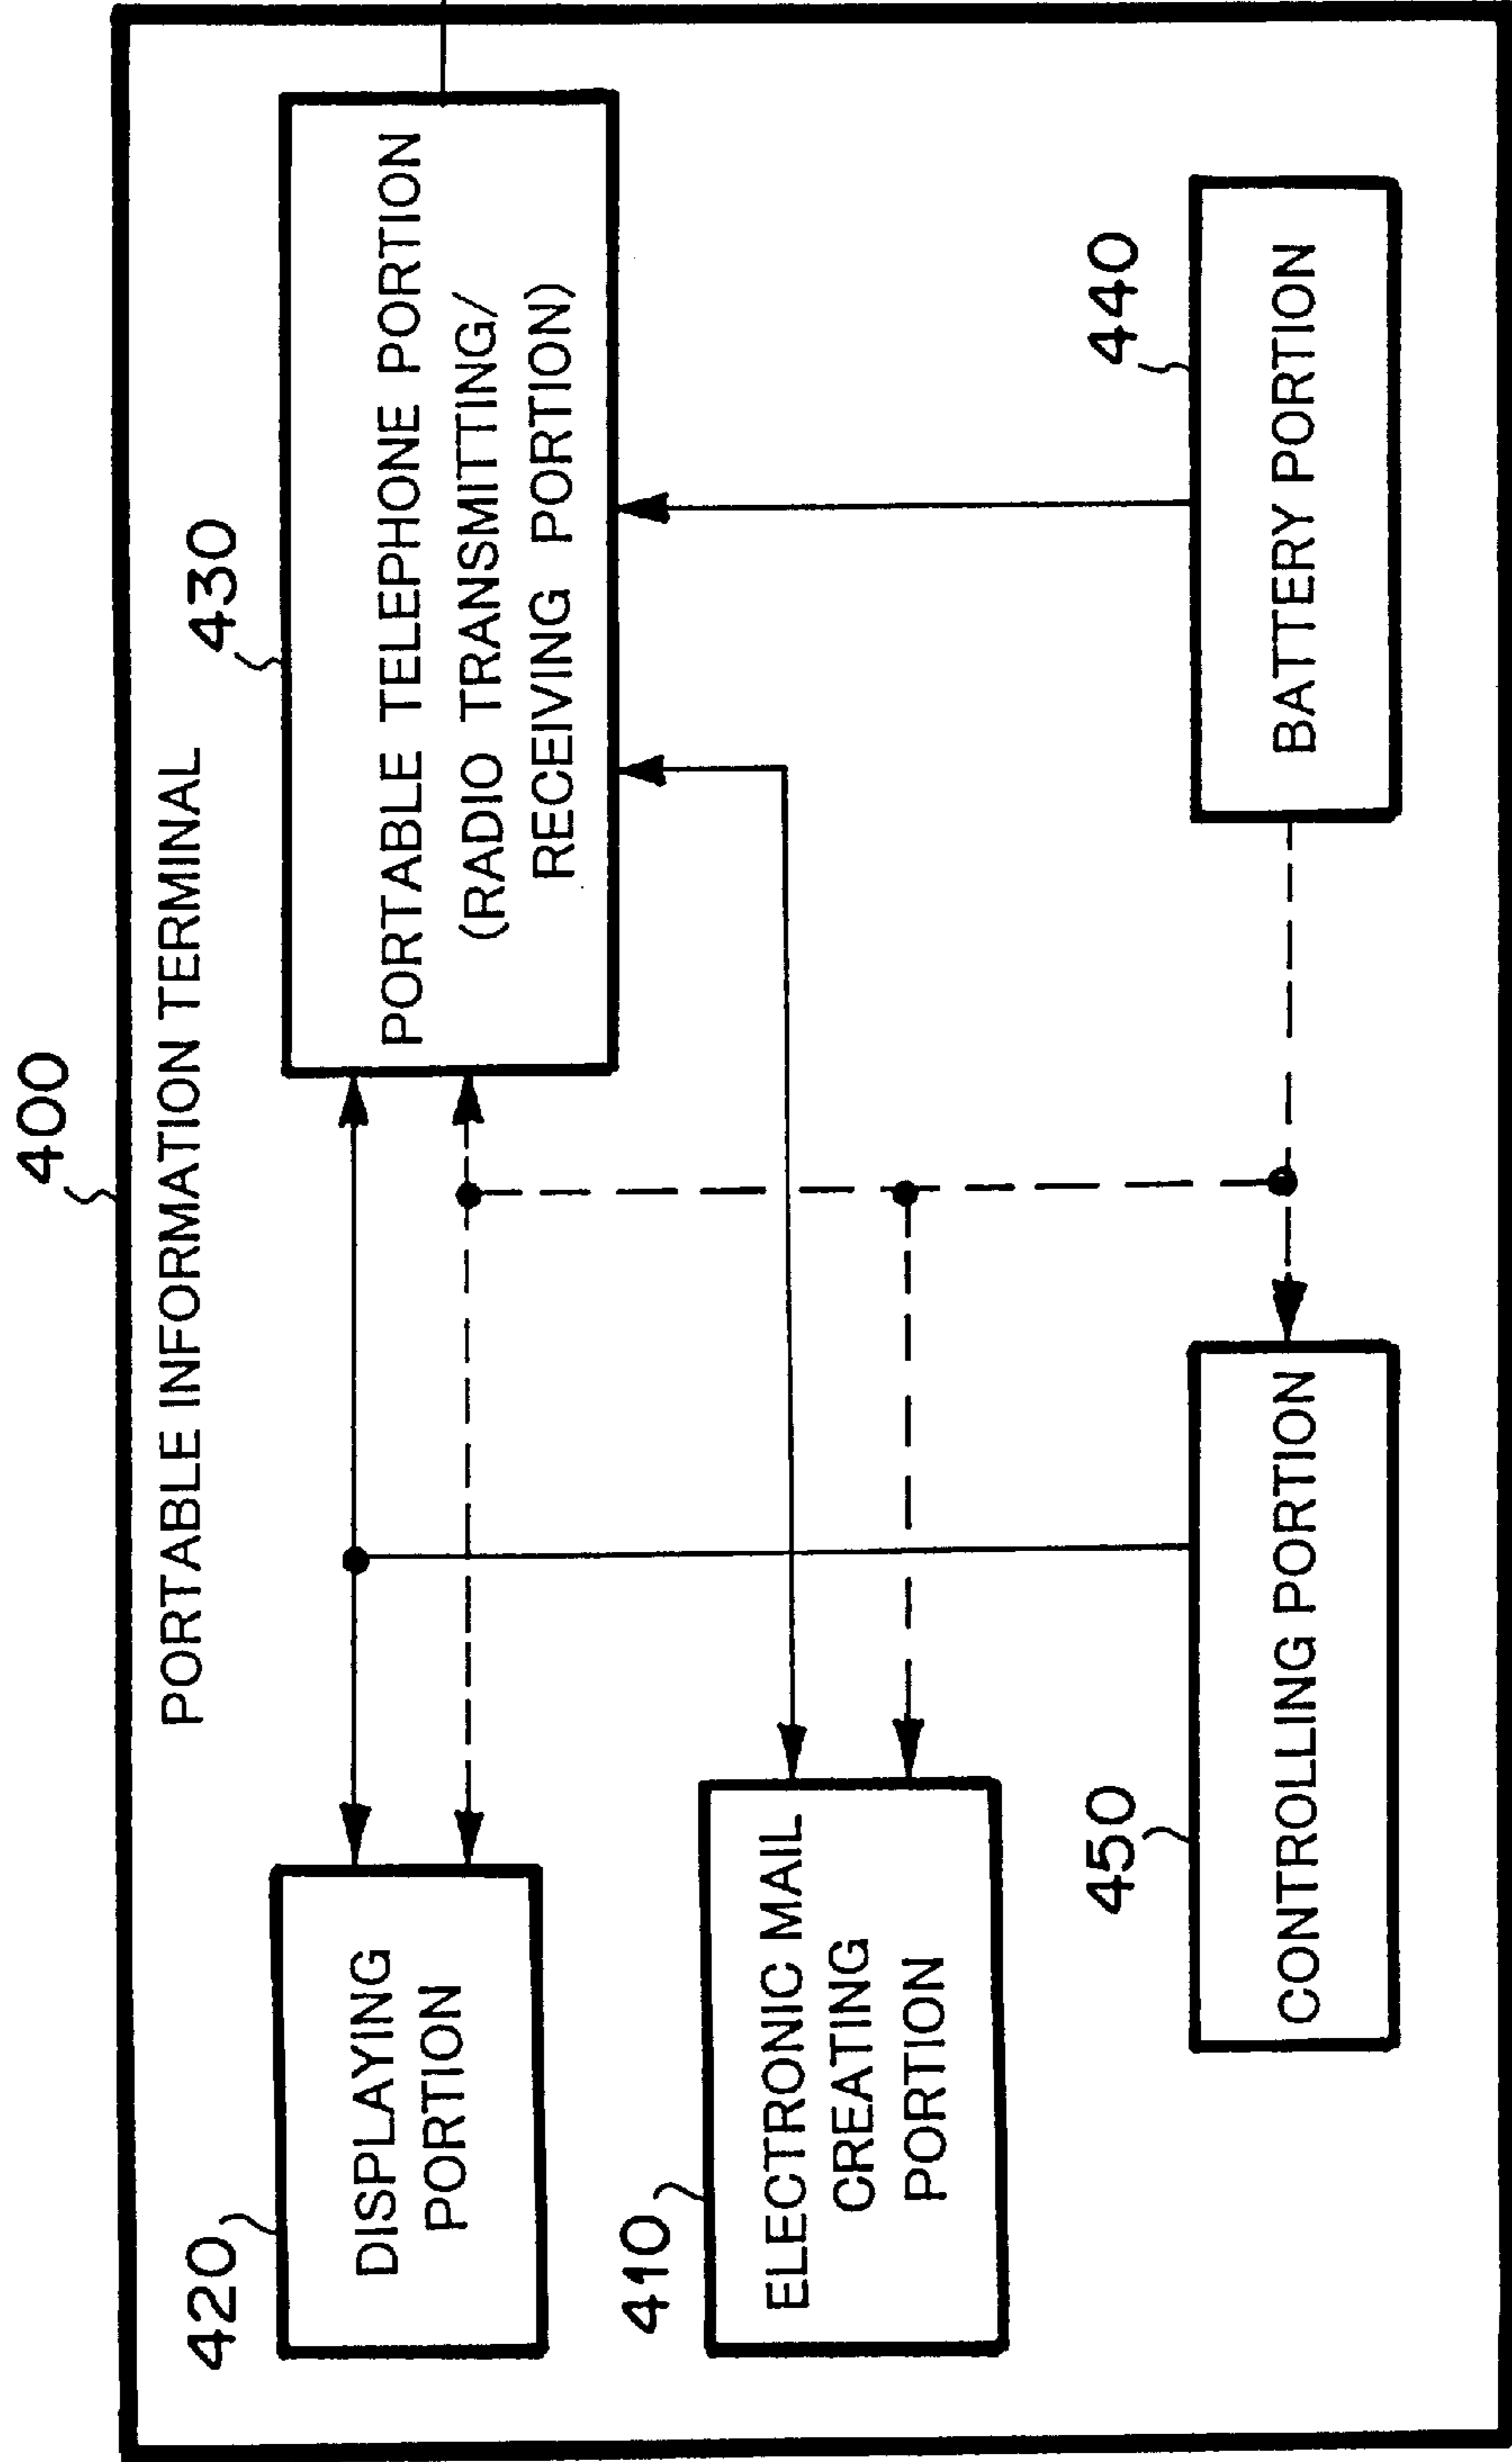 400
PORTABLE INFORMATION TERMINAL
420
DISPLAYING
PORTION
430
PORTABLE TELEPHONE PORTION
(RADIO TRANSMITTING/
RECEIVING PORTION)
410
ELECTRONIC MAIL
CREATING
PORTION
450
CONTROLLING PORTION
440
BATTERY PORTION